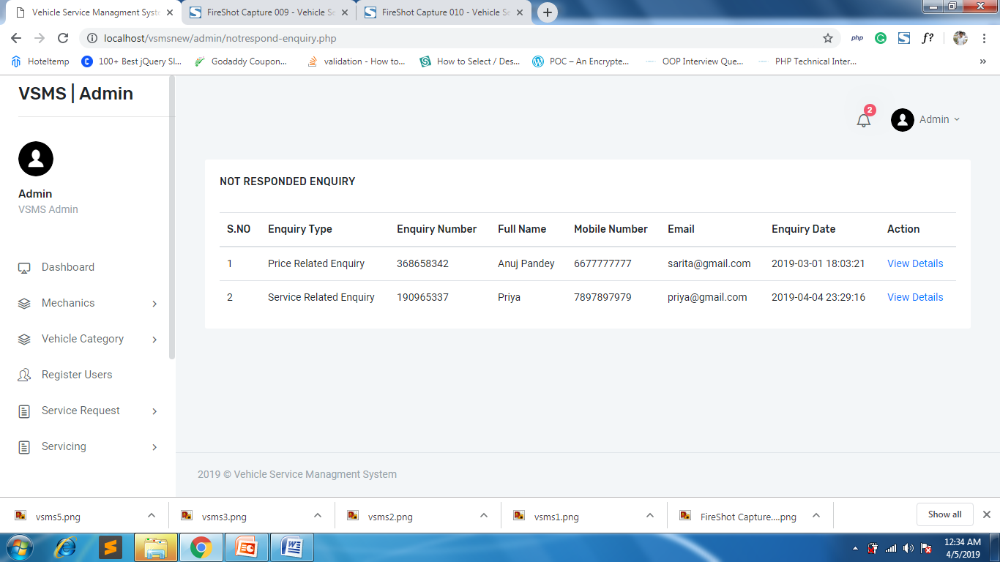 Vehicle Service Managment Syste
FireShot Capture 009 - Vehicle Se
FireShot Capture 010 - Vehicle Se
localhost/vsmsnew/admin/notrespond-enquiry.php
php
f?
Hoteltemp
100+ Best jQuery Sl...
Godaddy Coupon...
validation - How to...
How to Select / Des...
POC – An Encrypte...
OOP Interview Que...
PHP Technical Inter...
»
VSMS | Admin
2
Admin
Admin
VSMS Admin
Dashboard
Mechanics
Vehicle Category
Register Users
Service Request
Servicing
NOT RESPONDED ENQUIRY
S.NO Enquiry Type Enquiry Number Full Name Mobile Number Email Enquiry Date Action
1 Price Related Enquiry 368658342 Anuj Pandey 6677777777 sarita@gmail.com 2019-03-01 18:03:21 View Details
2 Service Related Enquiry 190965337 Priya 7897897979 priya@gmail.com 2019-04-04 23:29:16 View Details
2019 © Vehicle Service Managment System
vsms5.png
vsms3.png
vsms2.png
vsms1.png
FireShot Capture....png
Show all
12:34 AM
4/5/2019